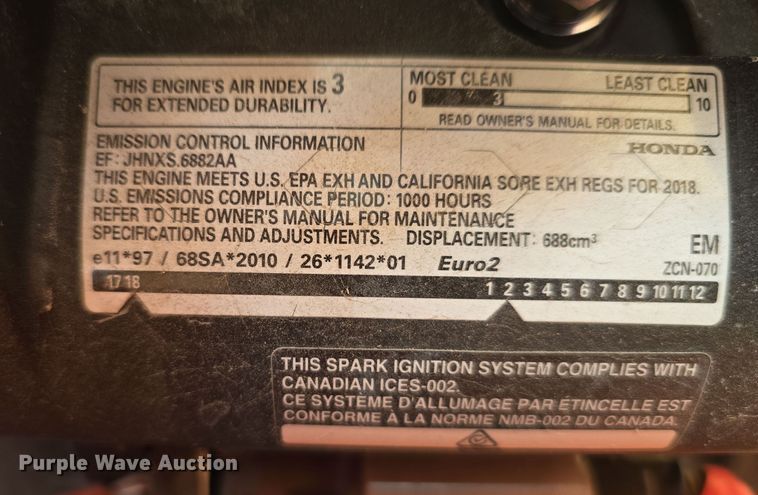 THIS ENGINE'S AIR INDEX IS 3
FOR EXTENDED DURABILITY.
MOST CLEAN LEAST CLEAN
0 3 10
READ OWNER'S MANUAL FOR DETAILS.
EMISSION CONTROL INFORMATION
HONDA
EF: JHNXS.6882AA
THIS ENGINE MEETS U.S. EPA EXH AND CALIFORNIA SORE EXH REGS FOR 2018.
U.S. EMISSIONS COMPLIANCE PERIOD: 1000 HOURS
REFER TO THE OWNER'S MANUAL FOR MAINTENANCE
SPECIFICATIONS AND ADJUSTMENTS. DISPLACEMENT: 688cm³
EM
e11*97 / 68SA*2010 / 26*1142*01 Euro2
ZCN-070
17 18 1 2 3 4 5 6 7 8 9 10 11 12
THIS SPARK IGNITION SYSTEM COMPLIES WITH
CANADIAN ICES-002.
CE SYSTÈME D'ALLUMAGE PAR ÉTINCELLE EST
CONFORME À LA NORME NMB-002 DU CANADA.
Purple Wave Auction